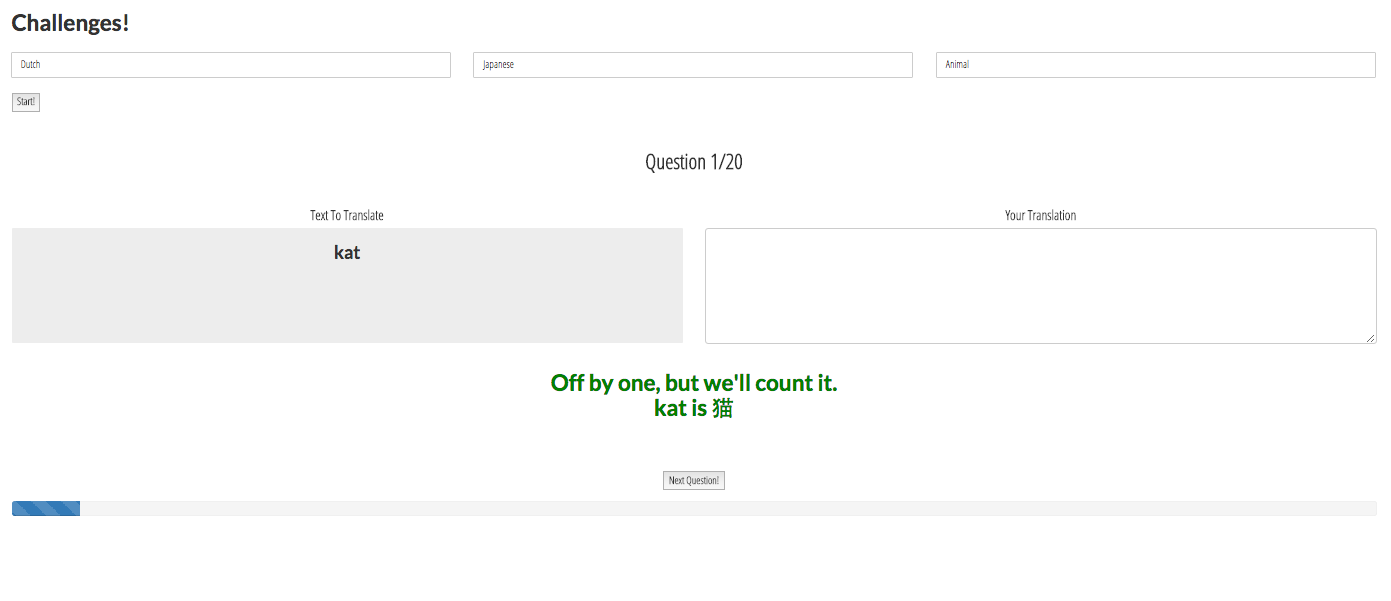 Challenges!
Dutch
Japanese
Animal
Start!
Question 1/20
Text To Translate
Your Translation
kat
Off by one, but we'll count it.
kat is 猫
Next Question!